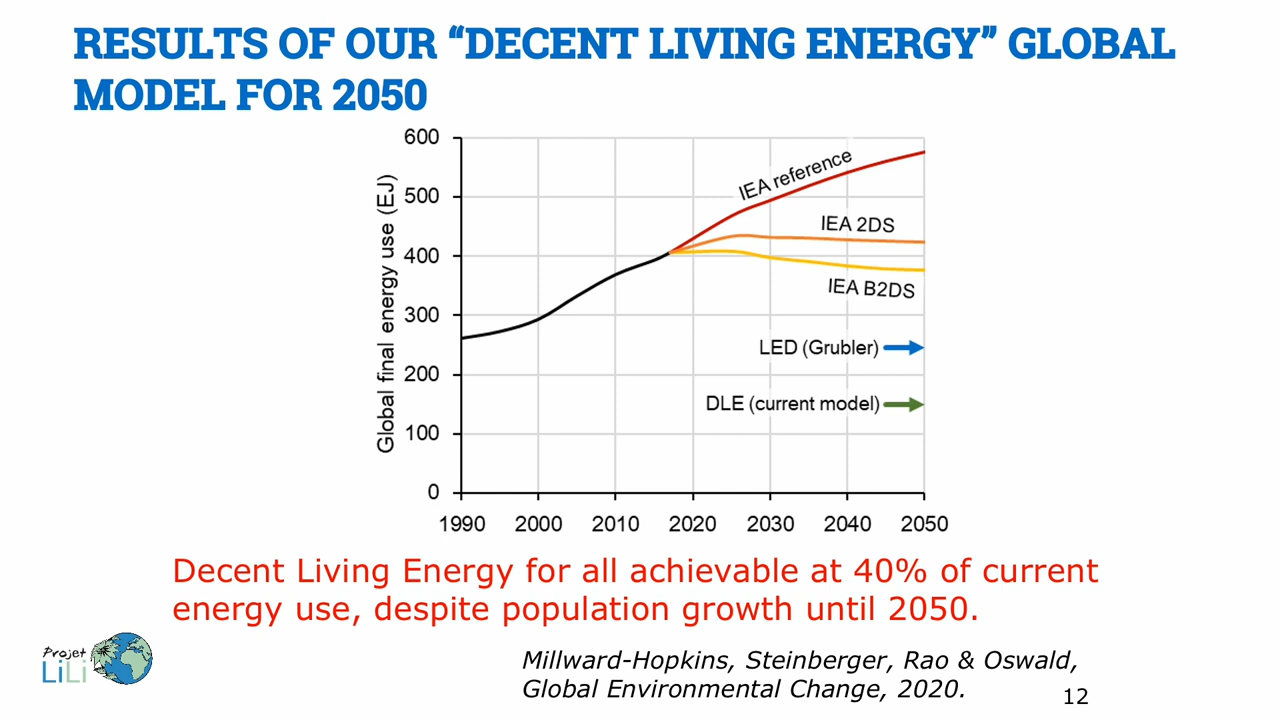 RESULTS OF OUR “DECENT LIVING ENERGY” GLOBAL
MODEL FOR 2050
600
500
400
300
200
100
0
Global final energy use (EJ)
IEA reference
IEA 2DS
IEA B2DS
LED (Grubler)
DLE (current model)
1990 2000 2010 2020 2030 2040 2050
Decent Living Energy for all achievable at 40% of current
energy use, despite population growth until 2050.
Projet
LiLi
Millward-Hopkins, Steinberger, Rao & Oswald,
Global Environmental Change, 2020.
12